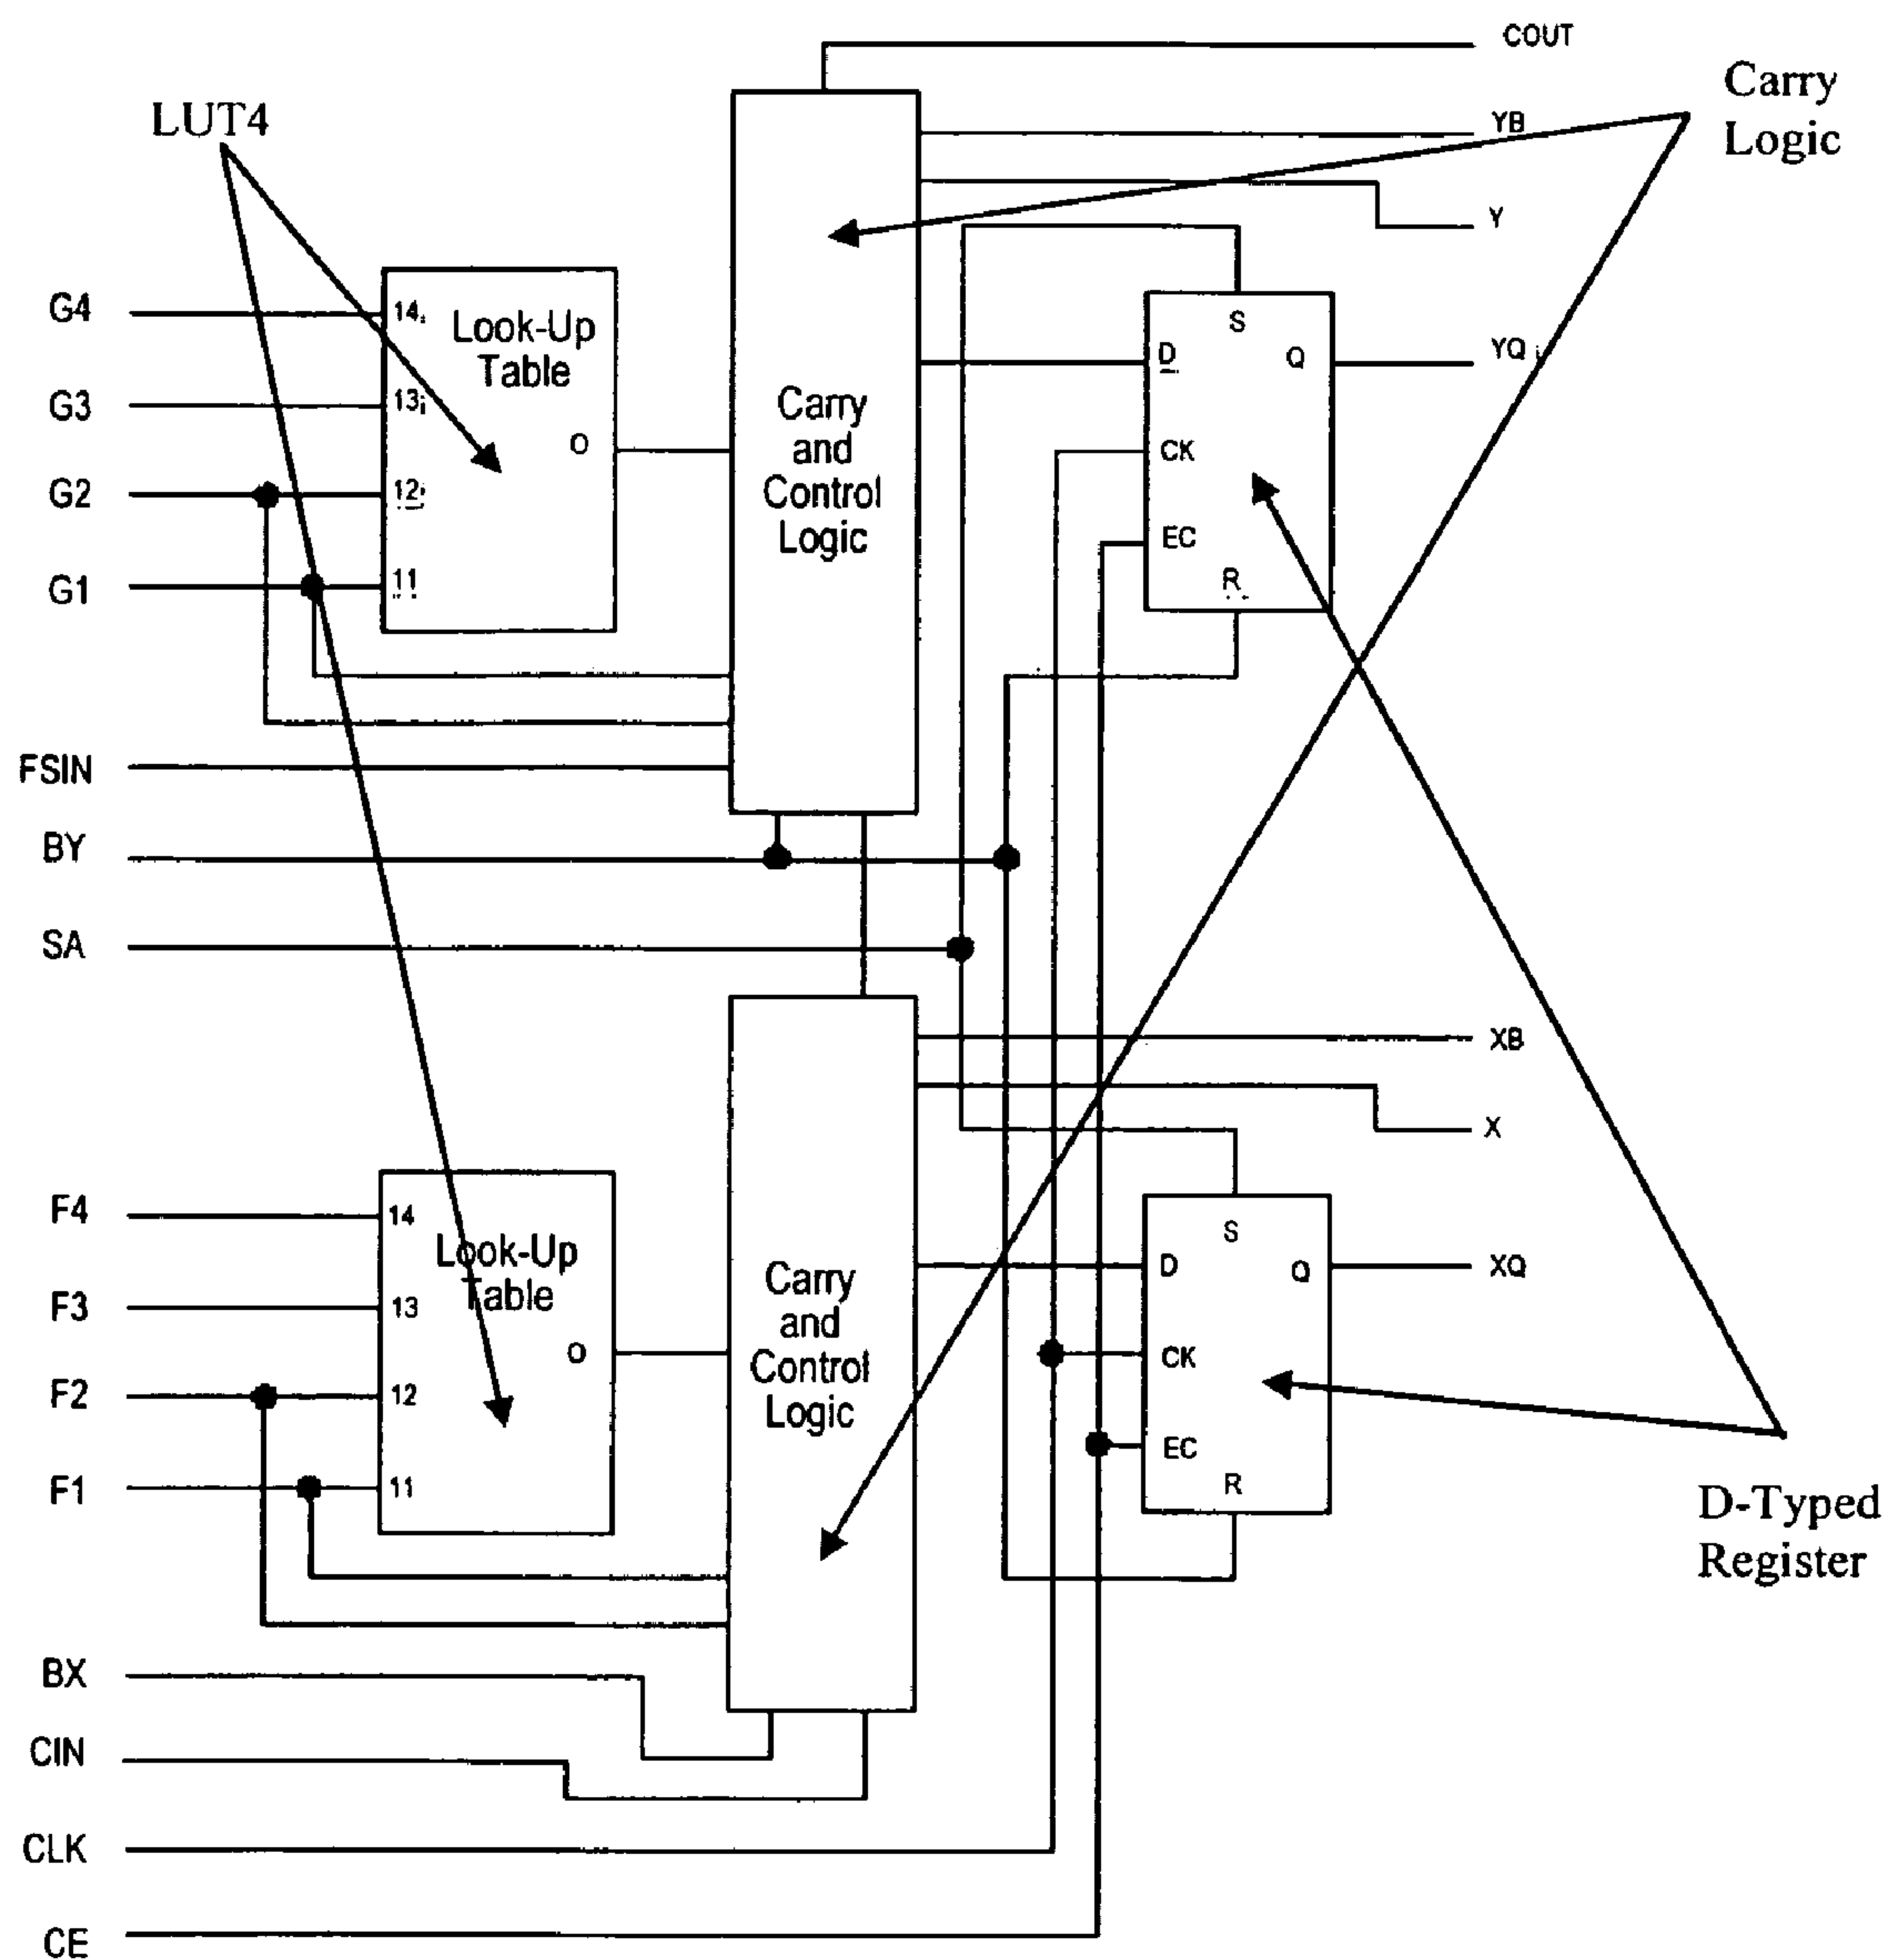 COUT
Carry
Logic
LUT4
YB
Y
G4
14
Look-Up
Table
S
D
Q
YQ
G3
13
O
Carry
and
Control
Logic
CK
G2
12
EC
G1
11
R
FSIN
BY
SA
XB
X
F4
14
Look-Up
Table
S
D
Q
XQ
F3
13
O
Carry
and
Control
Logic
CK
F2
12
EC
F1
11
R
D-Typed
Register
BX
CIN
CLK
CE